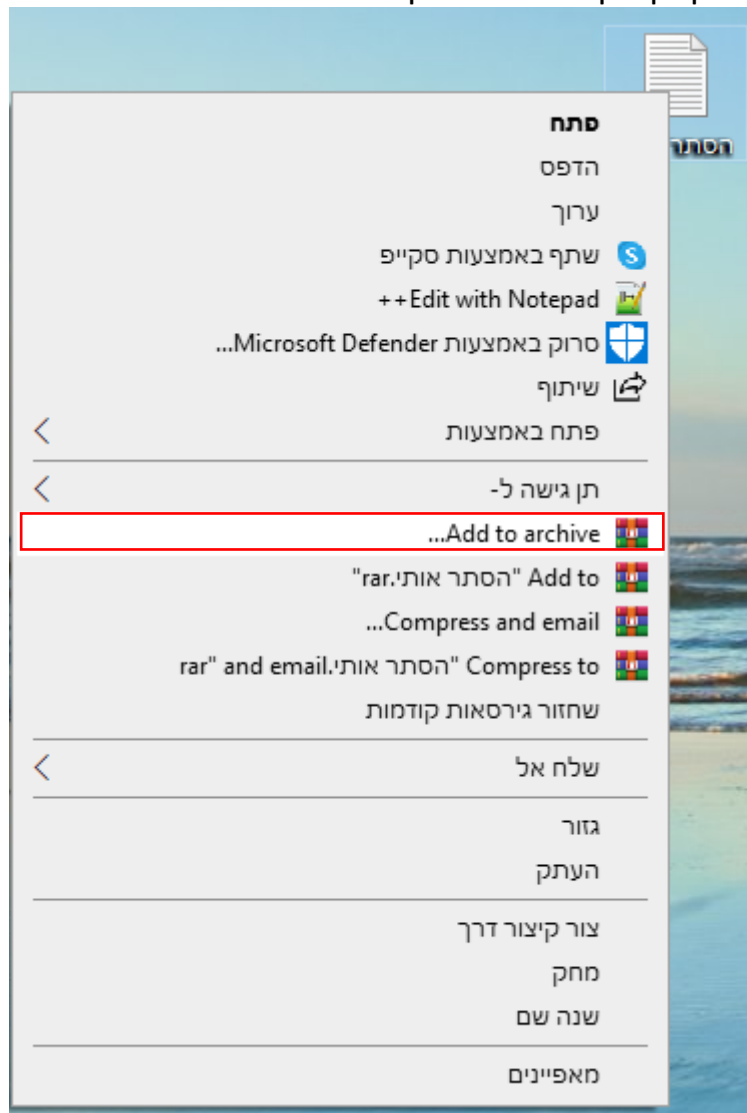 הסתר
פתח
הדפס
ערוך
שתף באמצעות סקייפ
Edit with Notepad++
סרוק באמצעות Microsoft Defender...
שיתוף
פתח באמצעות
תן גישה ל-
Add to archive...
Add to "הסתר אותי.rar"
Compress and email...
Compress to "הסתר אותי.rar" and email
שחזור גירסאות קודמות
שלח אל
גזור
העתק
צור קיצור דרך
מחק
שנה שם
מאפיינים